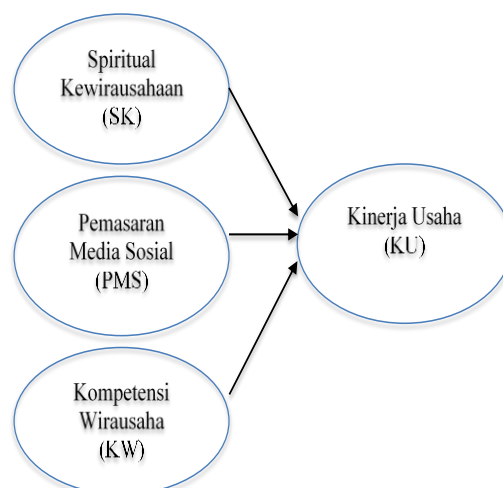 Spiritual
Kewirausahaan
(SK)
Pemasaran
Media Sosial
(PMS)
Kompetensi
Wirausaha
(KW)
Kinerja Usaha
(KU)